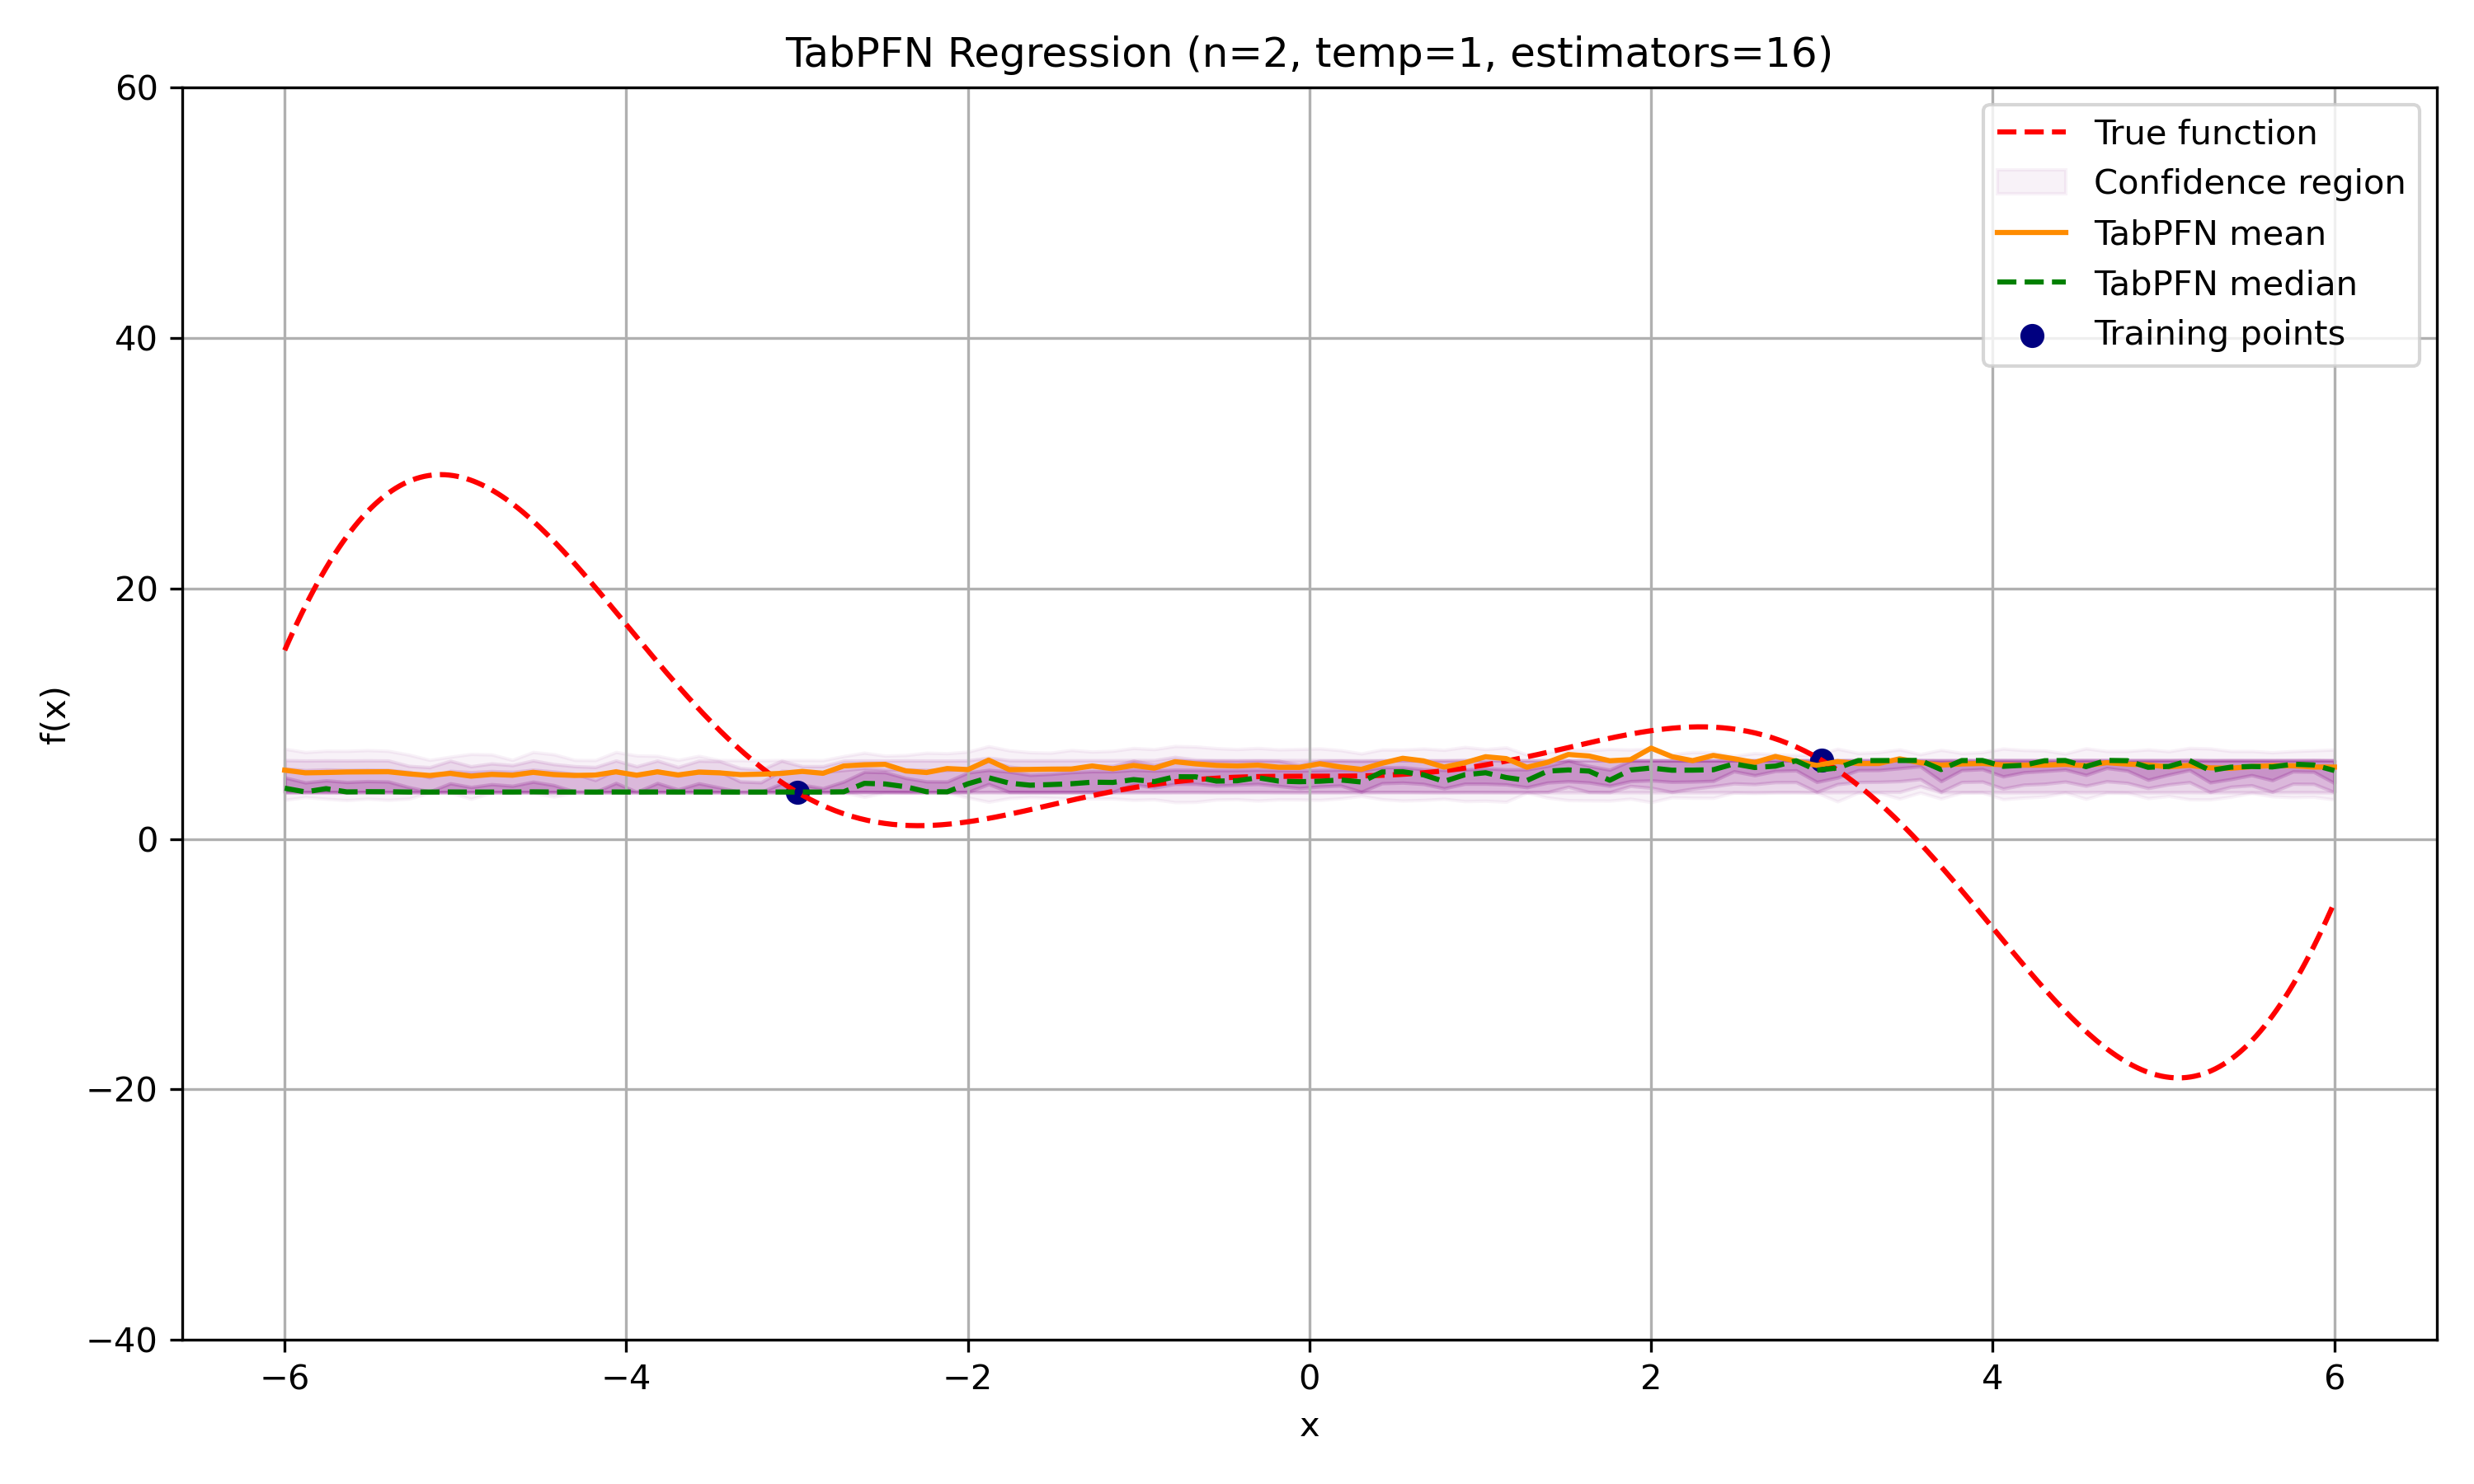 TabPFN Regression (n=2, temp=1, estimators=16)
True function
Confidence region
TabPFN mean
TabPFN median
Training points
60
40
20
0
−20
−40
f(x)
−6 −4 −2 0 2 4 6
x